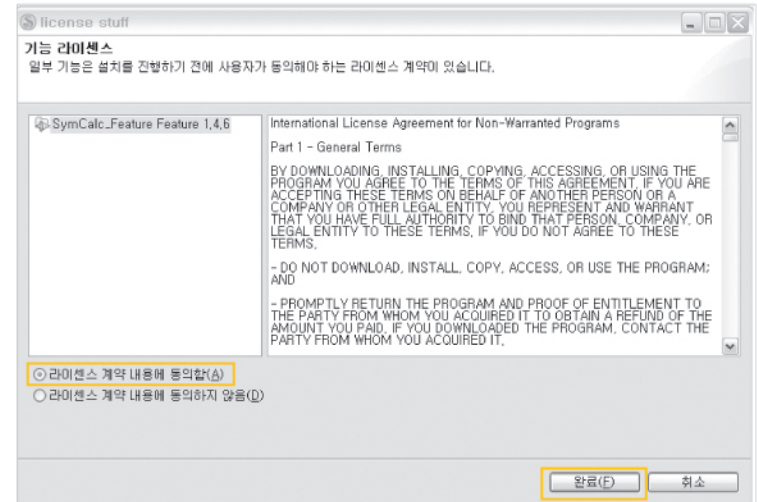 license stuff
기능 라이센스
일부 기능은 설치를 진행하기 전에 사용자가 동의해야 하는 라이센스 계약이 있습니다.
SymCalc_Feature Feature 1,4,6
International License Agreement for Non-Warranted Programs
Part 1 - General Terms
BY DOWNLOADING, INSTALLING, COPYING, ACCESSING, OR USING THE
PROGRAM YOU AGREE TO THE TERMS OF THIS AGREEMENT, IF YOU ARE
ACCEPTING THESE TERMS ON BEHALF OF ANOTHER PERSON OR A
COMPANY OR OTHER LEGAL ENTITY, YOU REPRESENT AND WARRANT
THAT YOU HAVE FULL AUTHORITY TO BIND THAT PERSON, COMPANY, OR
LEGAL ENTITY TO THESE TERMS, IF YOU DO NOT AGREE TO THESE
TERMS,
- DO NOT DOWNLOAD, INSTALL, COPY, ACCESS, OR USE THE PROGRAM;
AND
- PROMPTLY RETURN THE PROGRAM AND PROOF OF ENTITLEMENT TO
THE PARTY FROM WHOM YOU ACQUIRED IT TO OBTAIN A REFUND OF THE
AMOUNT YOU PAID, IF YOU DOWNLOADED THE PROGRAM, CONTACT THE
PARTY FROM WHOM YOU ACQUIRED IT,
라이센스 계약 내용에 동의함(A)
라이센스 계약 내용에 동의하지 않음(D)
완료(F)
취소